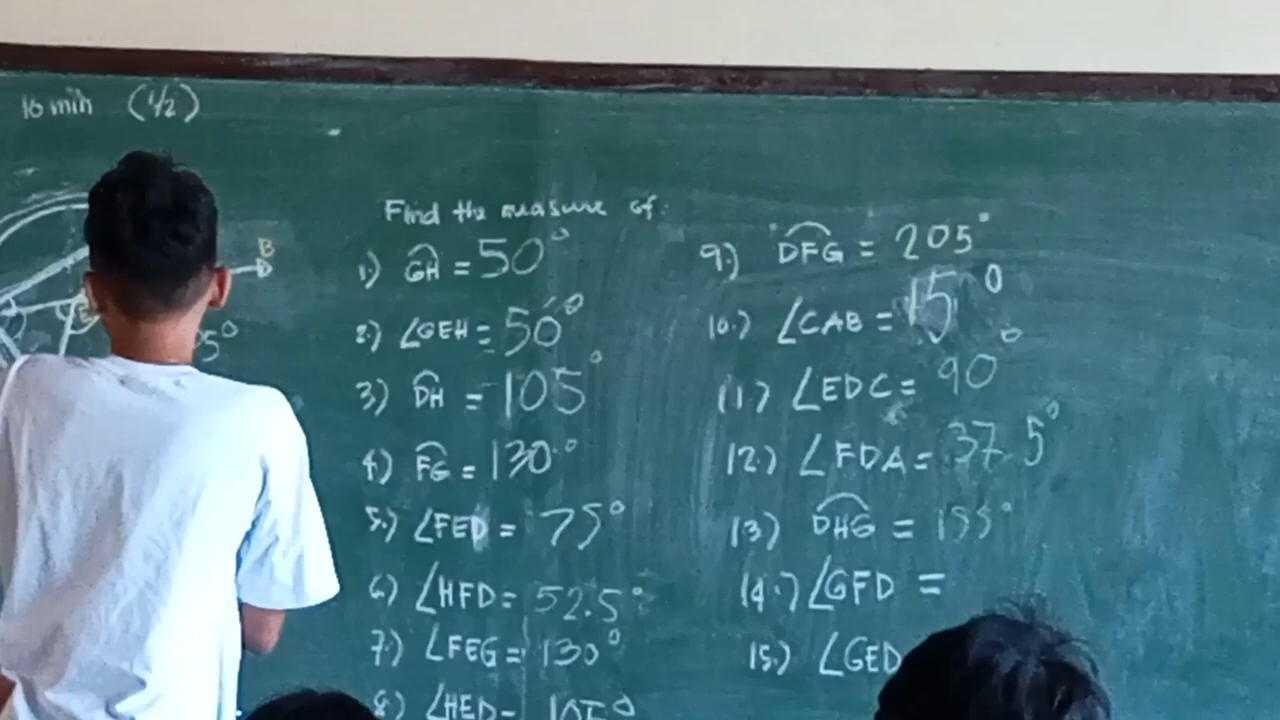 10 min (1/2)
B
D
E
5°
Find the measure of:
1.) GH = 50°
2.) ∠GEH = 50°
3) DH = 105°
4.) FG = 130°
5.) ∠FED = 75°
6.) ∠HFD = 52.5°
7.) ∠FEG = 130°
8.) ∠HED = 105°
9.) DFG = 205°
10.) ∠CAB = 15°
11.) ∠EDC = 90°
12.) ∠FDA = 37.5°
13.) DHG = 155°
14.) ∠GFD =
15.) ∠GED